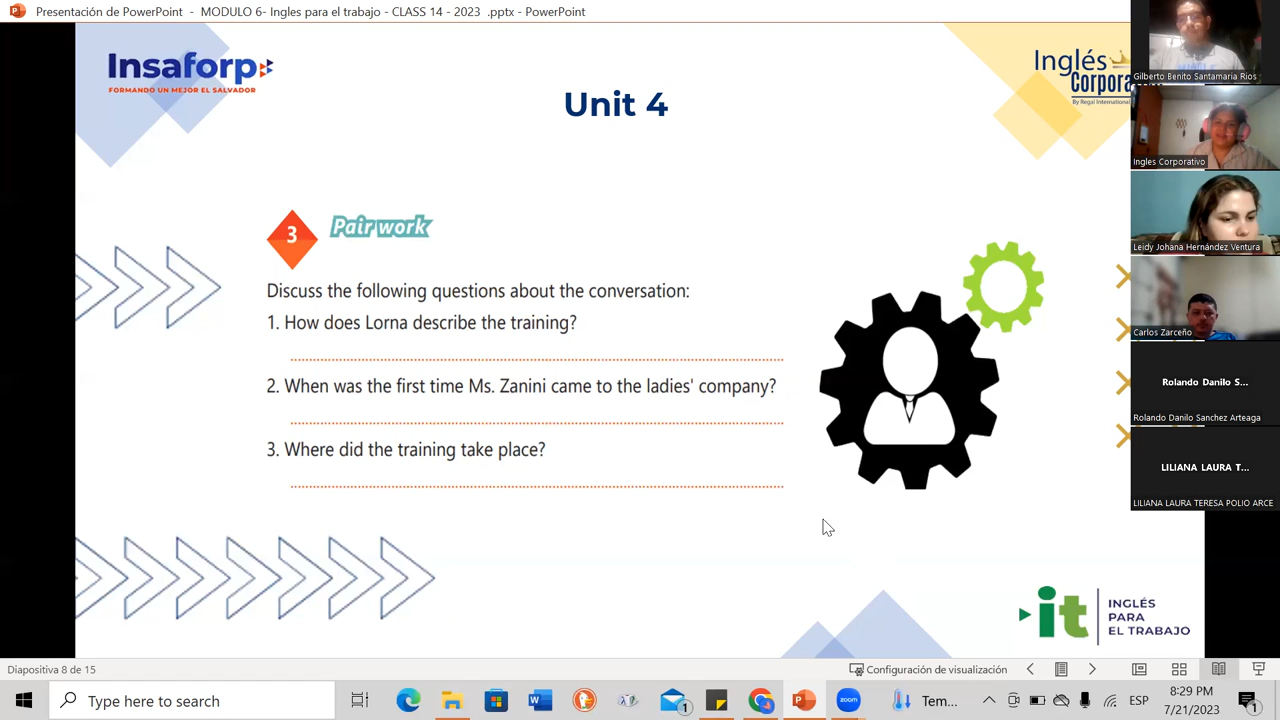 Presentación de PowerPoint - MODULO 6- Ingles para el trabajo - CLASS 14 - 2023 .pptx - PowerPoint
Insaforp
FORMANDO UN MEJOR EL SALVADOR
Unit 4
Inglés
Corpora
By Regal International
3
Pair work
Discuss the following questions about the conversation:
1. How does Lorna describe the training?
2. When was the first time Ms. Zanini came to the ladies' company?
3. Where did the training take place?
it
INGLÉS
PARA
EL TRABAJO
Gilberto Benito Santamaria Rios
Ingles Corporativo
Leidy Johana Hernández Ventura
Carlos Zarceño
Rolando Danilo S...
Rolando Danilo Sanchez Arteaga
LILIANA LAURA T...
LILIANA LAURA TERESA POLIO ARCE
Diapositiva 8 de 15
Configuración de visualización
Type here to search
1
zoom
Tem...
ESP
8:29 PM
7/21/2023
1